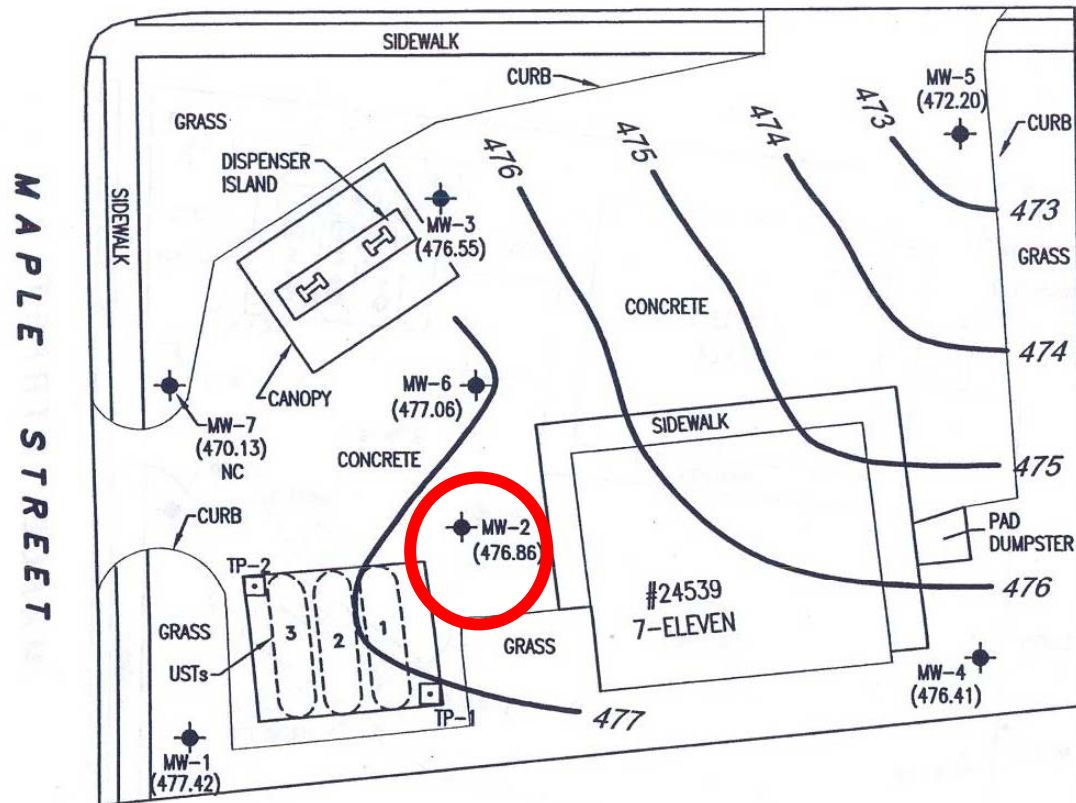 SIDEWALK
CURB
MW-5
(472.20)
GRASS
476
475
474
473
CURB
DISPENSER
ISLAND
SIDEWALK
MW-3
(476.55)
473
GRASS
MAPLE STREET
CONCRETE
474
MW-6
(477.06)
CANOPY
MW-7
(470.13)
NC
SIDEWALK
CONCRETE
475
CURB
MW-2
(476.86)
PAD
DUMPSTER
TP-2
476
#24539
7-ELEVEN
3
2
1
GRASS
USTs
GRASS
MW-4
(476.41)
TP-1
477
MW-1
(477.42)